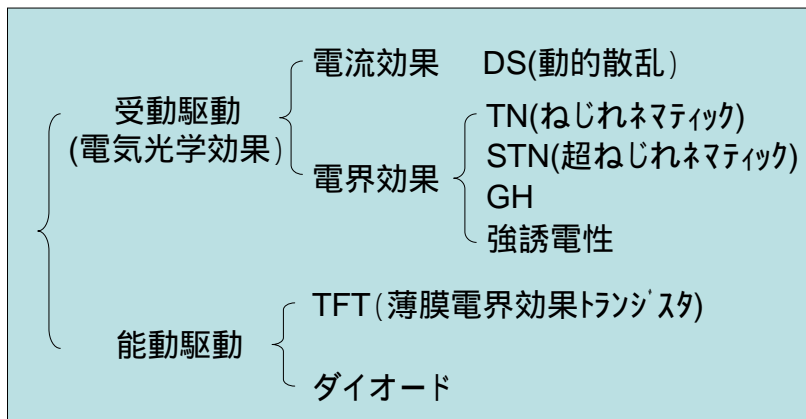 電流効果 DS(動的散乱)
受動駆動
(電気光学効果)
電界効果
TN(ねじれネマティック)
STN(超ねじれネマティック)
GH
強誘電性
能動駆動
TFT(薄膜電界効果トランジスタ)
ダイオード